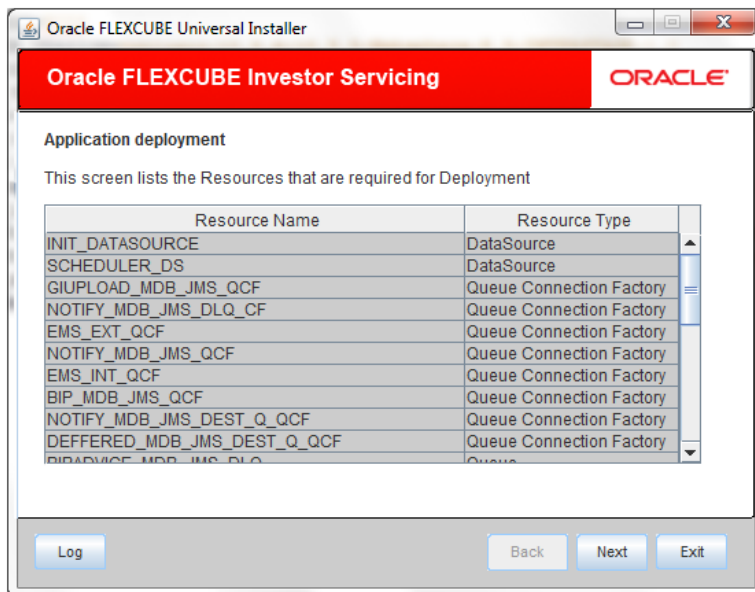 Oracle FLEXCUBE Universal Installer
Oracle FLEXCUBE Investor Servicing
ORACLE
Application deployment
This screen lists the Resources that are required for Deployment
Resource Name Resource Type
INIT_DATASOURCE DataSource
SCHEDULER_DS DataSource
GIUPLOAD_MDB_JMS_QCF Queue Connection Factory
NOTIFY_MDB_JMS_DLQ_CF Queue Connection Factory
EMS_EXT_QCF Queue Connection Factory
NOTIFY_MDB_JMS_QCF Queue Connection Factory
EMS_INT_QCF Queue Connection Factory
BIP_MDB_JMS_QCF Queue Connection Factory
NOTIFY_MDB_JMS_DEST_Q_QCF Queue Connection Factory
DEFFERED_MDB_JMS_DEST_Q_QCF Queue Connection Factory
BIPADVICE_MDB_JMS_DLQ Queue
Log Back Next Exit